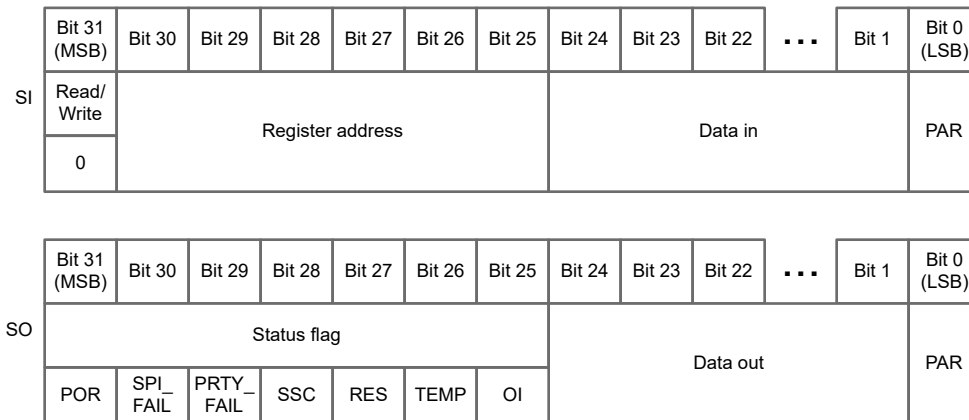 Bit 31 (MSB) Bit 30 Bit 29 Bit 28 Bit 27 Bit 26 Bit 25 Bit 24 Bit 23 Bit 22 ... Bit 1 Bit 0 (LSB)
SI
Read/
Write
0
Register address
Data in
PAR
Bit 31 (MSB) Bit 30 Bit 29 Bit 28 Bit 27 Bit 26 Bit 25 Bit 24 Bit 23 Bit 22 ... Bit 1 Bit 0 (LSB)
SO
Status flag
Data out
PAR
POR SPI_ FAIL PRTY_ FAIL SSC RES TEMP OI